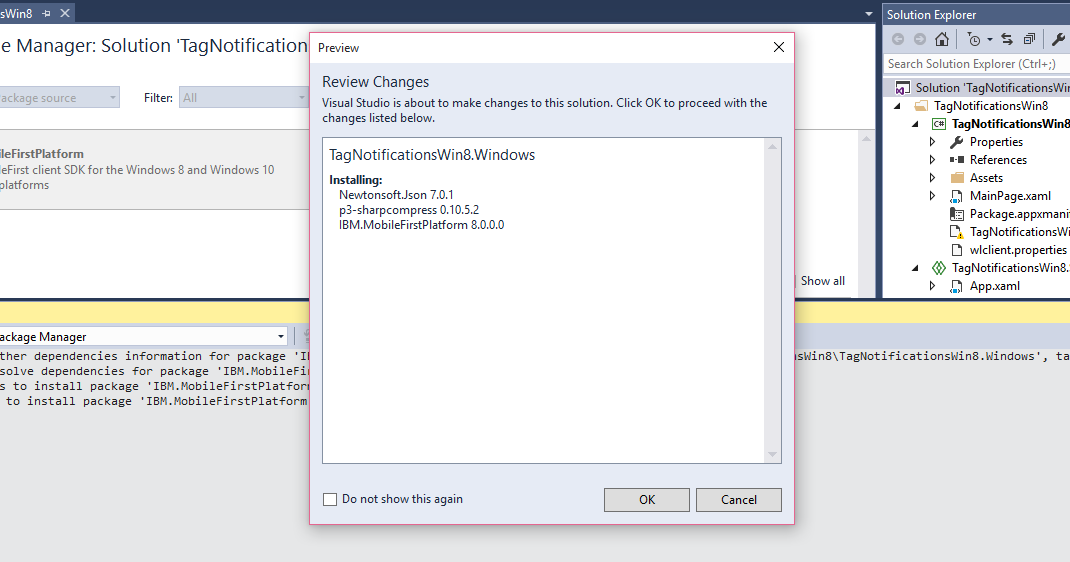 sWin8
e Manager: Solution 'TagNotification
ackage source
Filter: All
leFirstPlatform
leFirst client SDK for the Windows 8 and Windows 10
platforms
Show all
Preview
Review Changes
Visual Studio is about to make changes to this solution. Click OK to proceed with the
changes listed below.
TagNotificationsWin8.Windows
Installing:
Newtonsoft.Json 7.0.1
p3-sharpcompress 0.10.5.2
IBM.MobileFirstPlatform 8.0.0.0
Do not show this again
OK
Cancel
Solution Explorer
Search Solution Explorer (Ctrl+;)
Solution 'TagNotificationsWin
TagNotificationsWin8
C# TagNotificationsWin8
Properties
References
Assets
MainPage.xaml
Package.appxmanif
TagNotificationsWi
wlclient.properties
TagNotificationsWin8.
App.xaml
ackage Manager
ther dependencies information for package 'I
nsWin8\TagNotificationsWin8.Windows', ta
solve dependencies for package 'IBM.MobileFi
s to install package 'IBM.MobileFirstPlatform
to install package 'IBM.MobileFirstPlatform